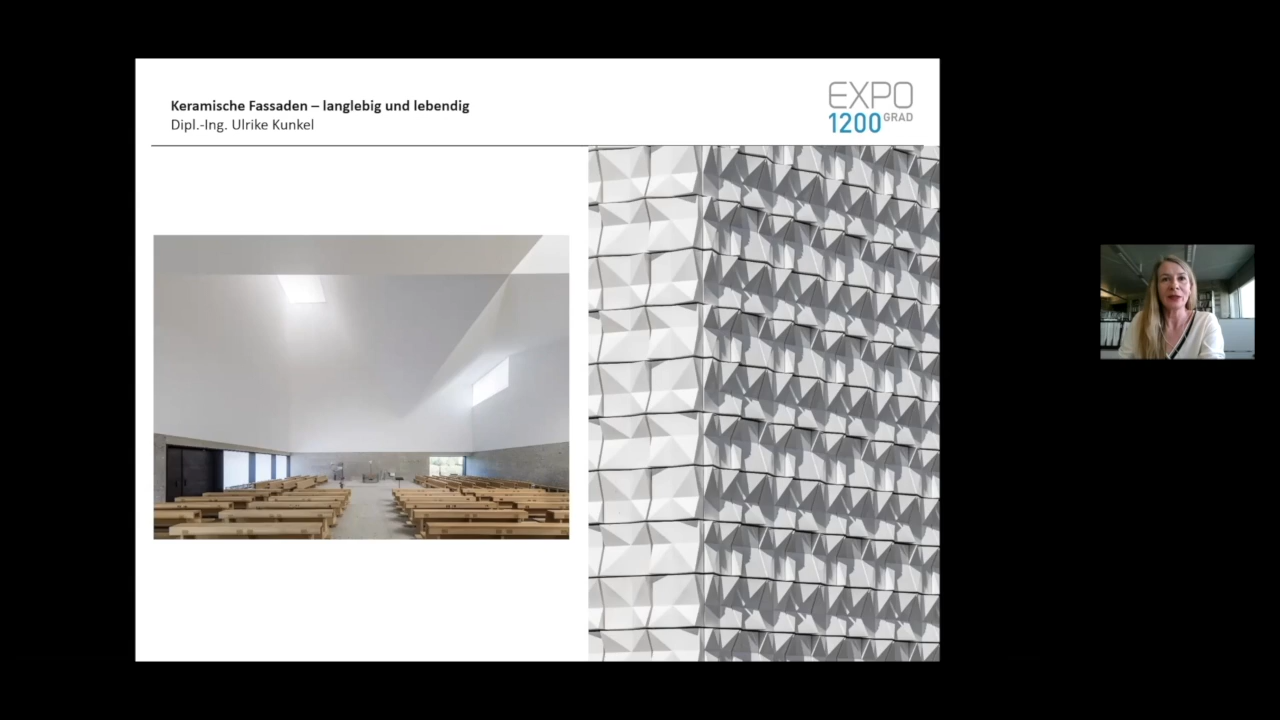 Keramische Fassaden – langlebig und lebendig
Dipl.-Ing. Ulrike Kunkel
EXPO
1200 GRAD